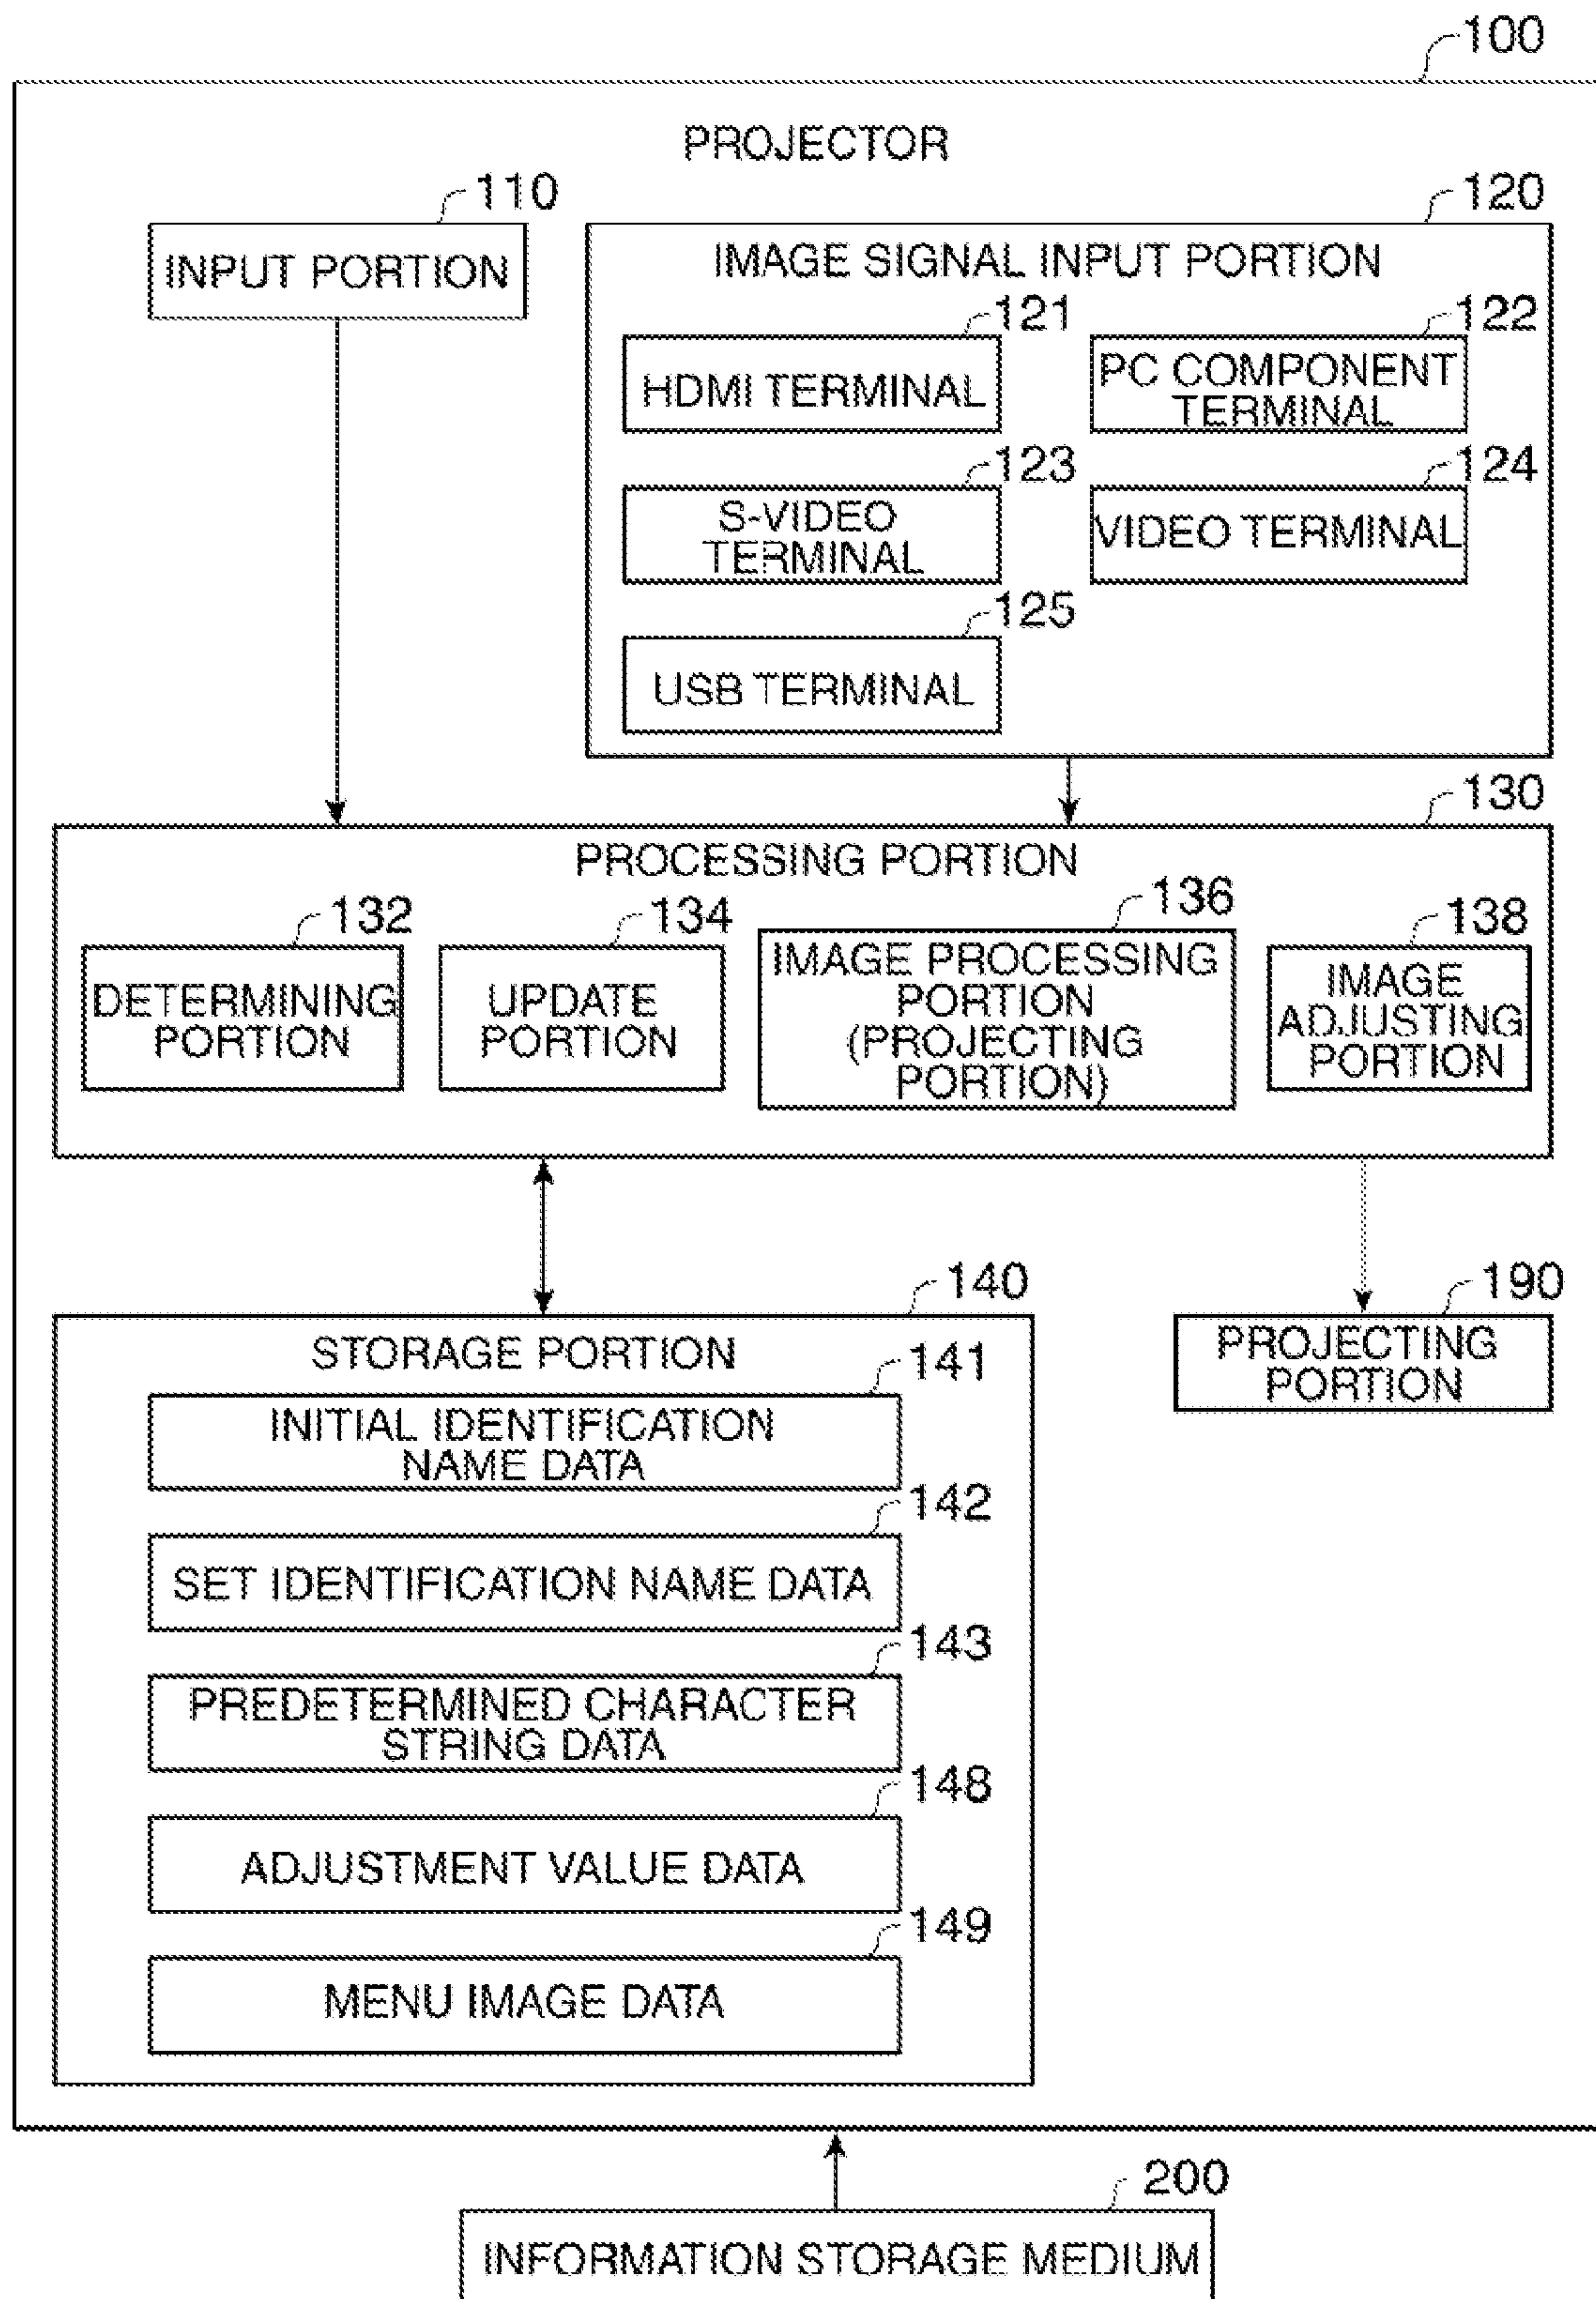 100
PROJECTOR
110
INPUT PORTION
120
IMAGE SIGNAL INPUT PORTION
121
HDMI TERMINAL
122
PC COMPONENT
TERMINAL
123
S-VIDEO
TERMINAL
124
VIDEO TERMINAL
125
USB TERMINAL
130
PROCESSING PORTION
132
DETERMINING
PORTION
134
UPDATE
PORTION
136
IMAGE PROCESSING
PORTION
(PROJECTING
PORTION)
138
IMAGE
ADJUSTING
PORTION
140
STORAGE PORTION
141
INITIAL IDENTIFICATION
NAME DATA
142
SET IDENTIFICATION NAME DATA
143
PREDETERMINED CHARACTER
STRING DATA
148
ADJUSTMENT VALUE DATA
149
MENU IMAGE DATA
190
PROJECTING
PORTION
200
INFORMATION STORAGE MEDIUM